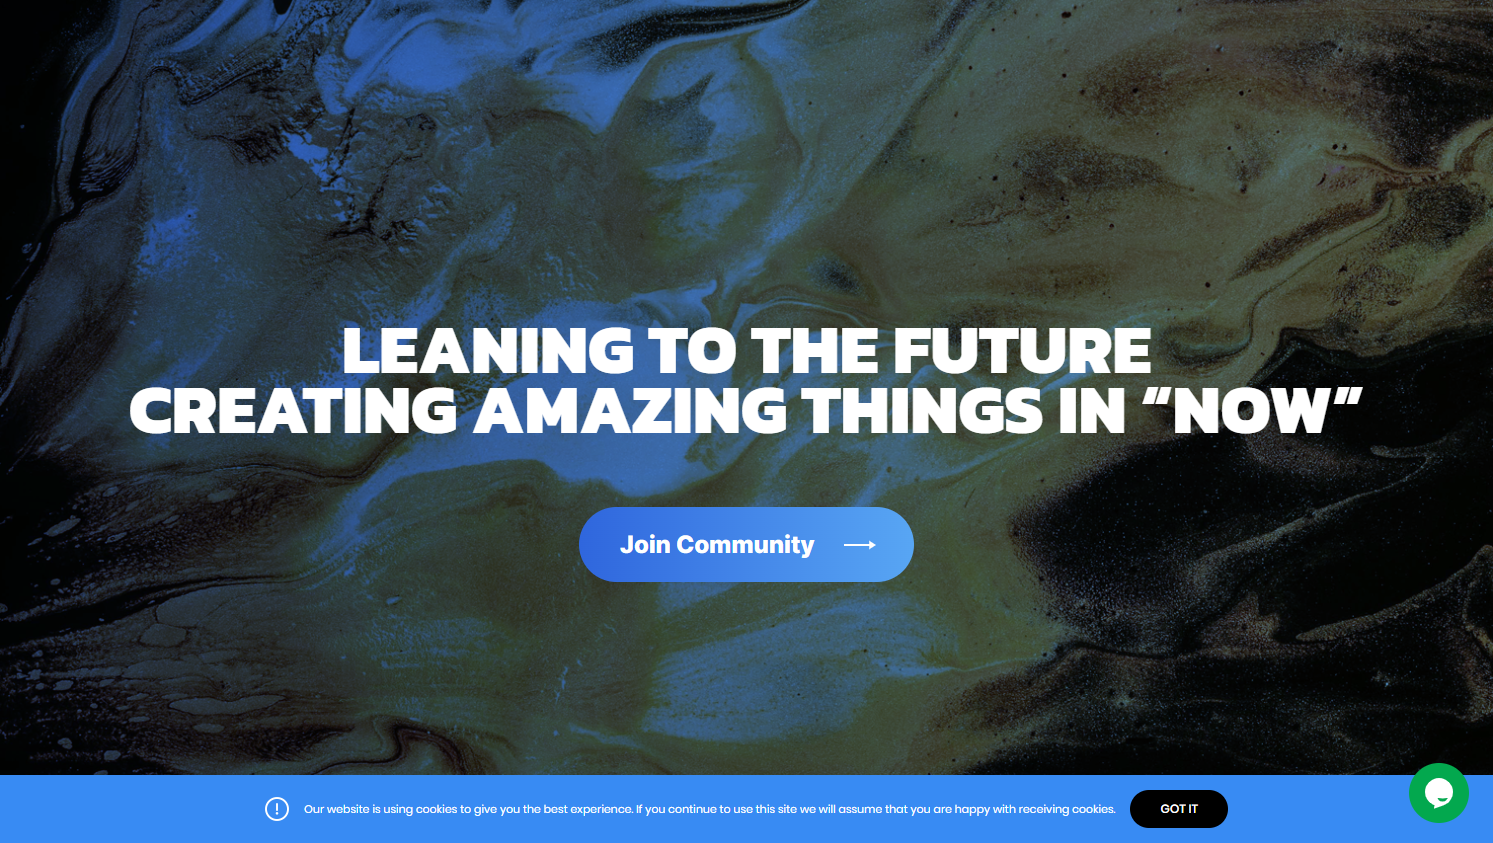 LEANING TO THE FUTURE
CREATING AMAZING THINGS IN “NOW”
Join Community
Our website is using cookies to give you the best experience. If you continue to use this site we will assume that you are happy with receiving cookies.
GOT IT